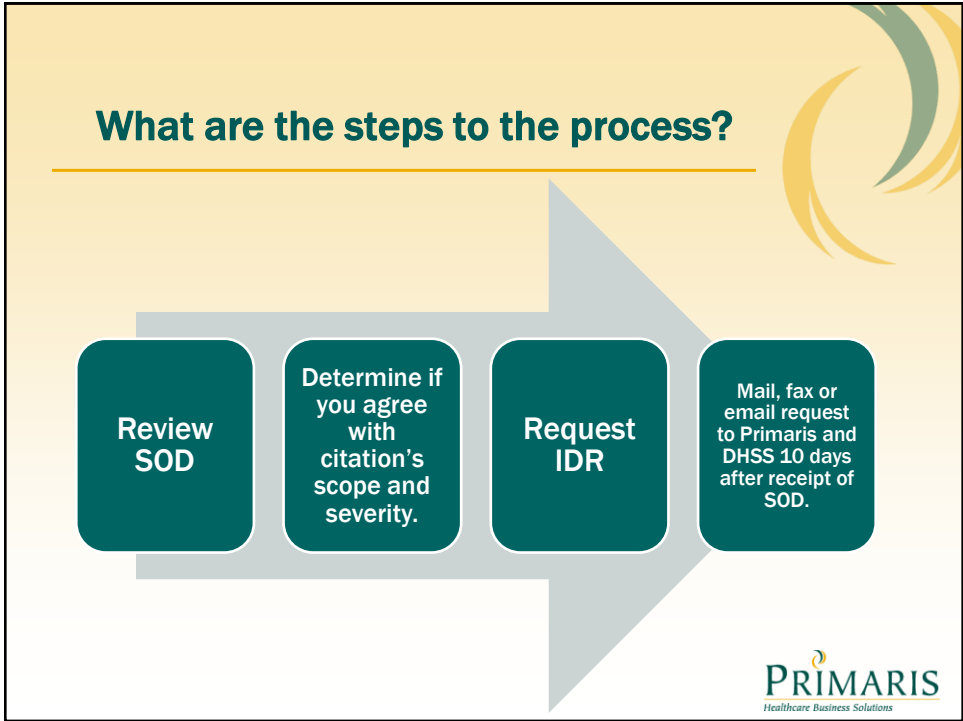 What are the steps to the process?
Review
SOD
Determine if
you agree
with
citation’s
scope and
severity.
Request
IDR
Mail, fax or
email request
to Primaris and
DHSS 10 days
after receipt of
SOD.
PRIMARIS
Healthcare Business Solutions